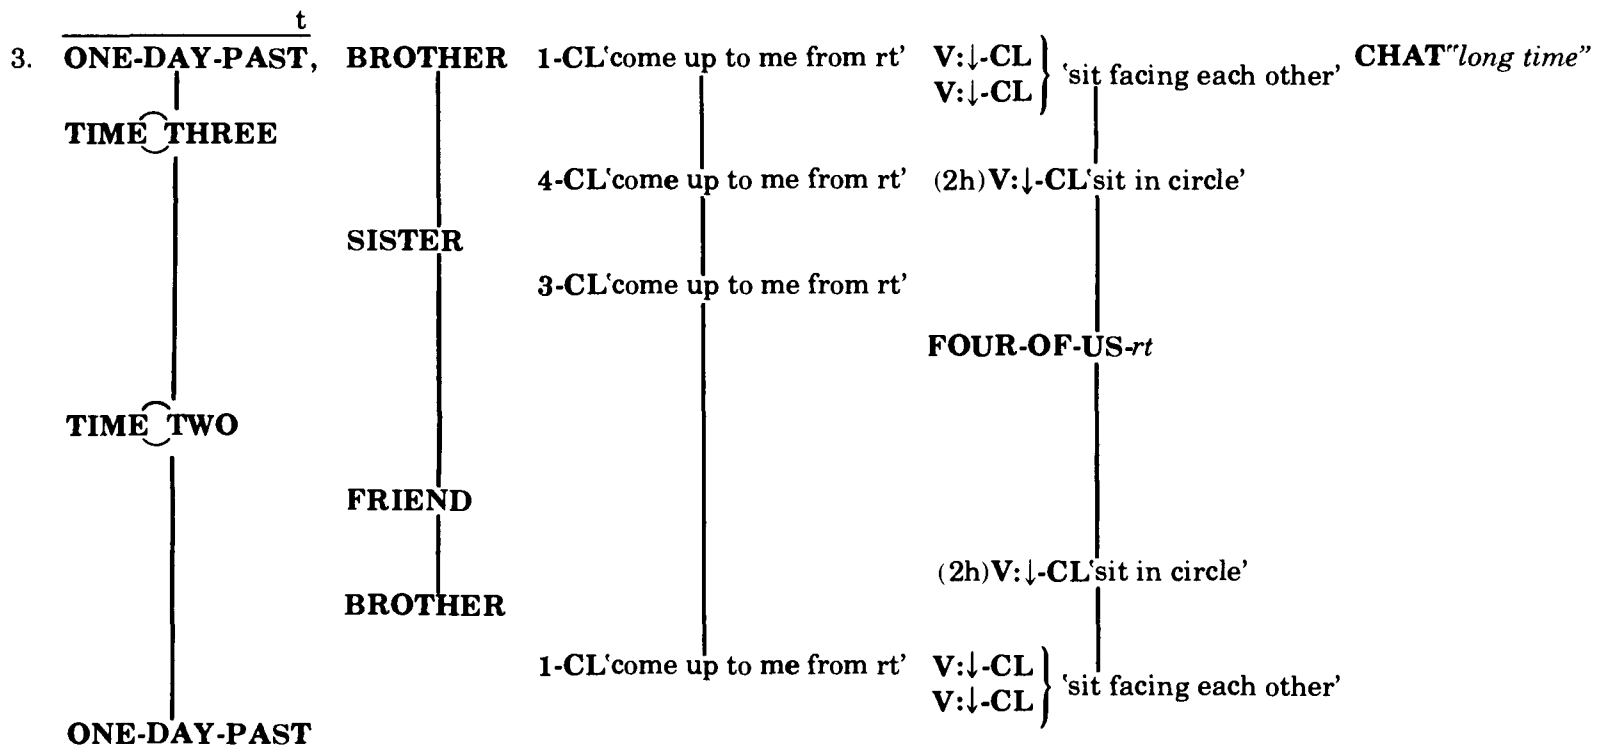 t
3. ONE-DAY-PAST, BROTHER 1-CL‘come up to me from rt’ V:↓-CL V:↓-CL } ‘sit facing each other’ CHAT“long time”
TIME THREE
4-CL‘come up to me from rt’ (2h)V:↓-CL‘sit in circle’
SISTER
3-CL‘come up to me from rt’
FOUR-OF-US-rt
TIME TWO
FRIEND
(2h)V:↓-CL‘sit in circle’
BROTHER
1-CL‘come up to me from rt’ V:↓-CL V:↓-CL } ‘sit facing each other’
ONE-DAY-PAST